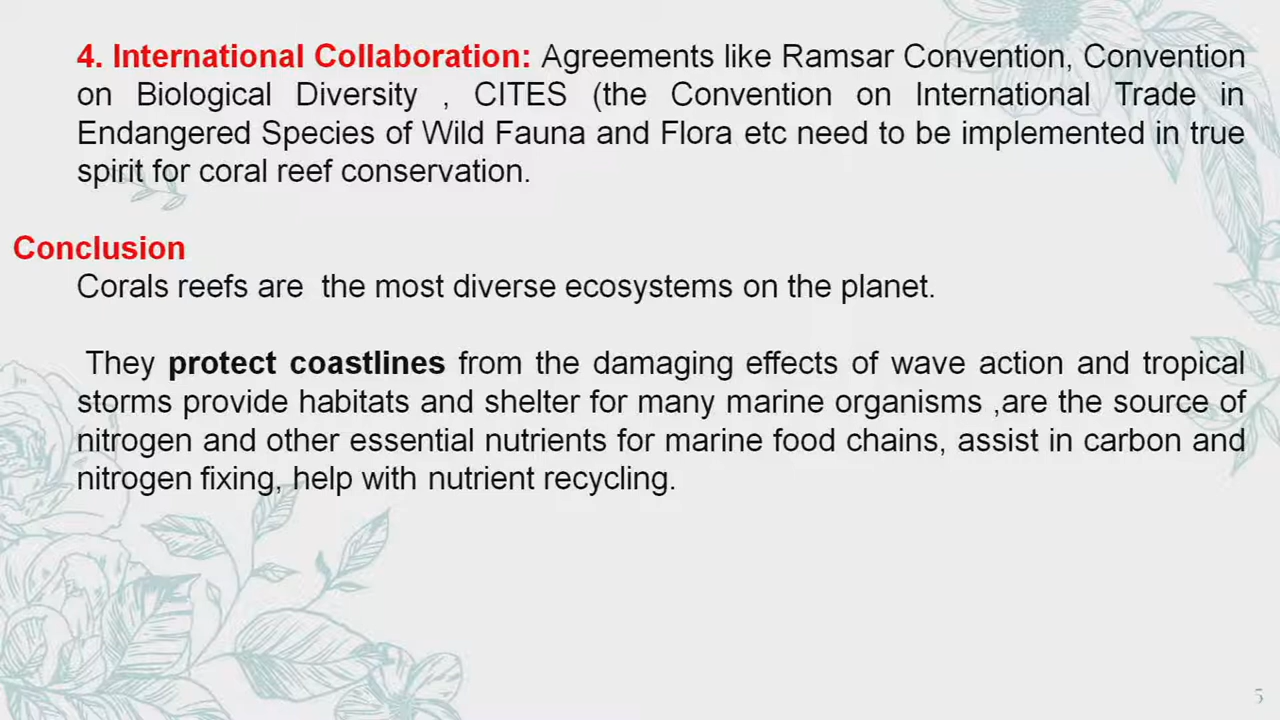 4. International Collaboration: Agreements like Ramsar Convention, Convention
on Biological Diversity , CITES (the Convention on International Trade in
Endangered Species of Wild Fauna and Flora etc need to be implemented in true
spirit for coral reef conservation.
Conclusion
Corals reefs are the most diverse ecosystems on the planet.
They protect coastlines from the damaging effects of wave action and tropical
storms provide habitats and shelter for many marine organisms ,are the source of
nitrogen and other essential nutrients for marine food chains, assist in carbon and
nitrogen fixing, help with nutrient recycling.
5